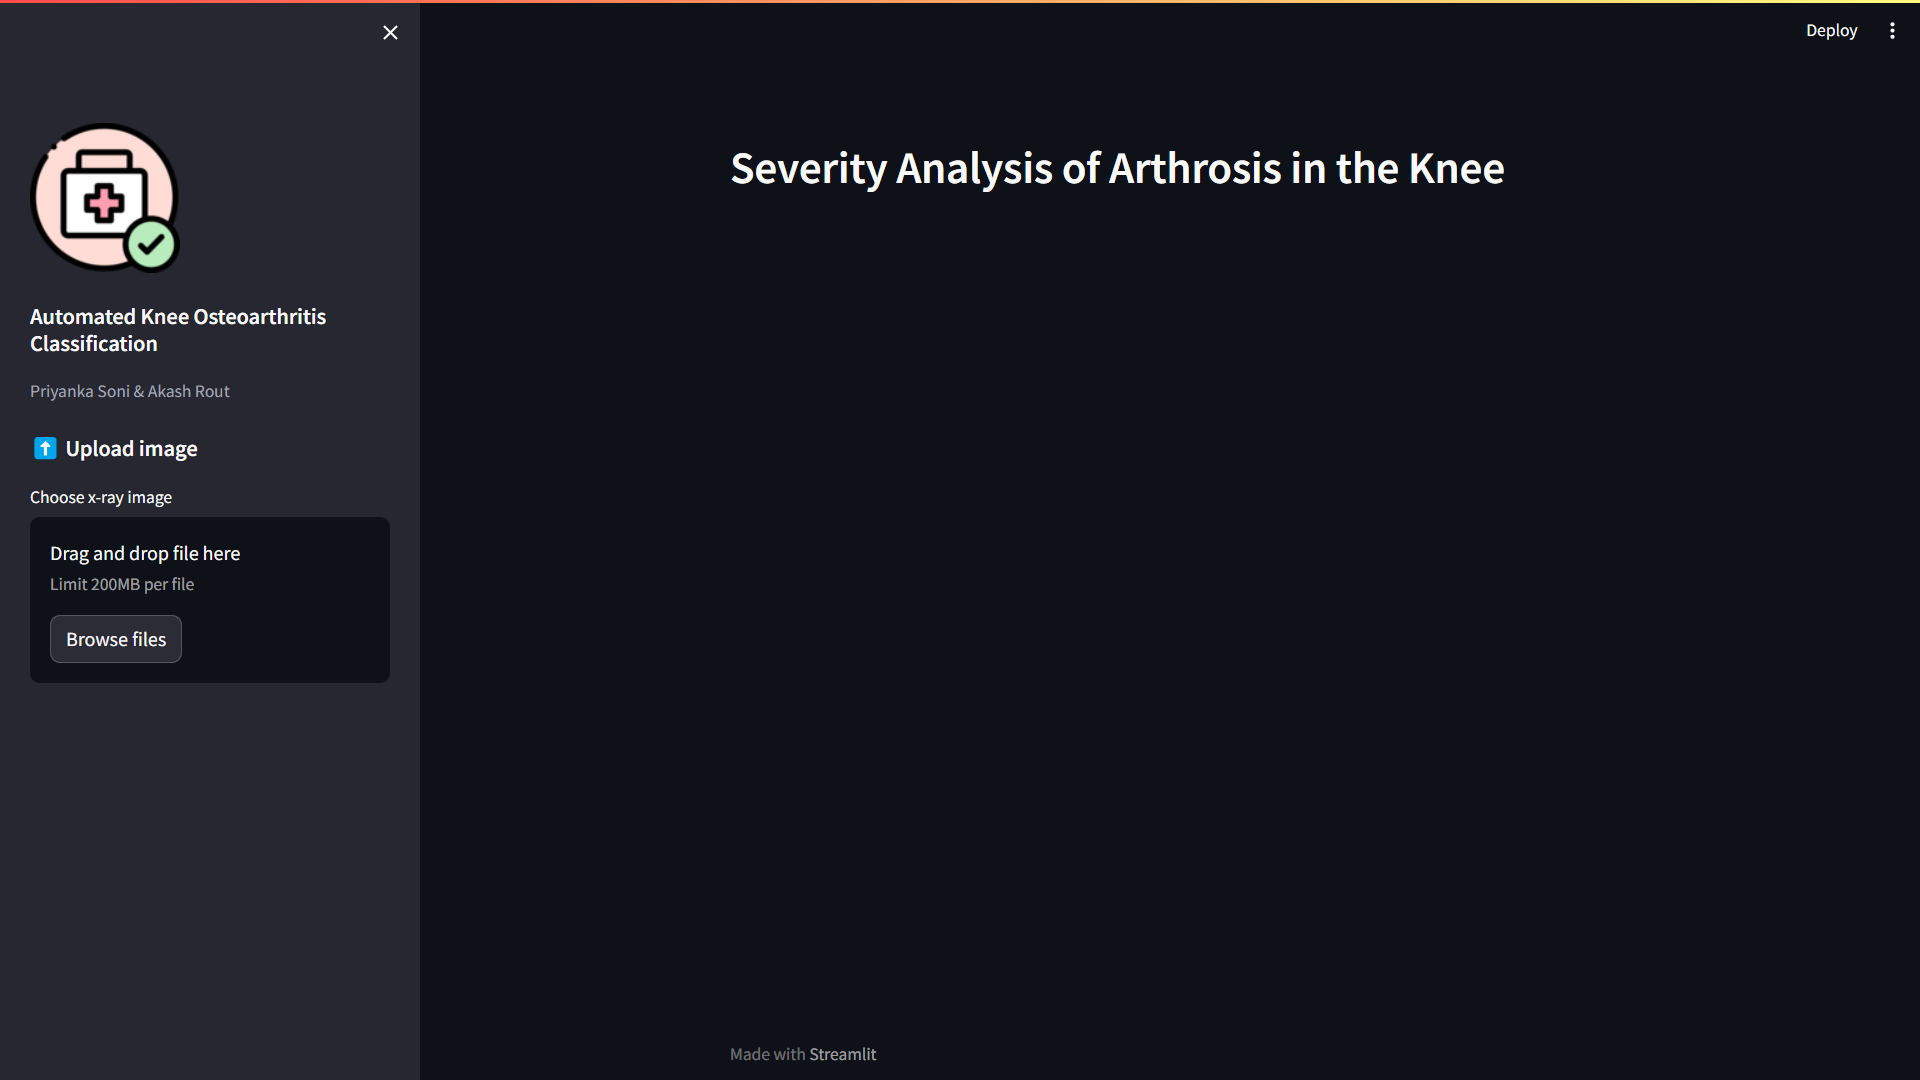 Deploy
Severity Analysis of Arthrosis in the Knee
Automated Knee Osteoarthritis
Classification
Priyanka Soni & Akash Rout
Upload image
Choose x-ray image
Drag and drop file here
Limit 200MB per file
Browse files
Made with Streamlit